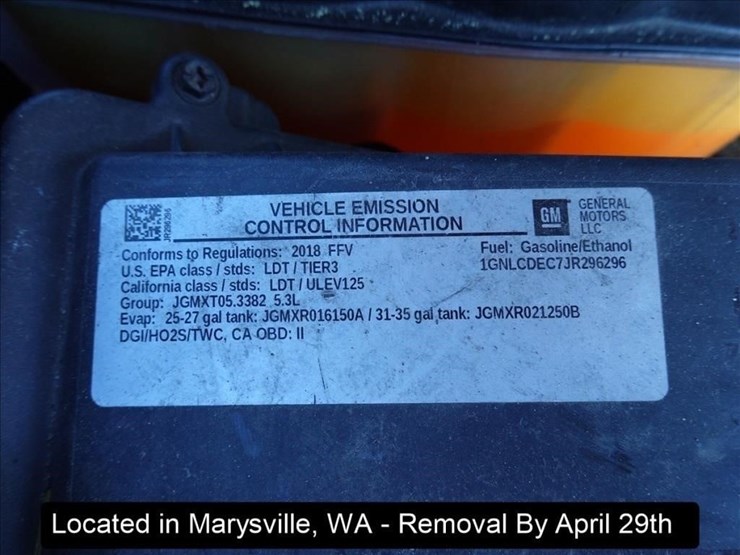 VEHICLE EMISSION
CONTROL INFORMATION
GM
GENERAL
MOTORS
LLC
JR296296
Conforms to Regulations: 2018 FFV
Fuel: Gasoline/Ethanol
U.S. EPA class / stds: LDT / TIER3
1GNLCDEC7JR296296
California class / stds: LDT / ULEV125
Group: JGMXT05.3382 5.3L
Evap: 25-27 gal tank: JGMXR016150A / 31-35 gal tank: JGMXR021250B
DGI/HO2S/TWC, CA OBD: II
Located in Marysville, WA - Removal By April 29th